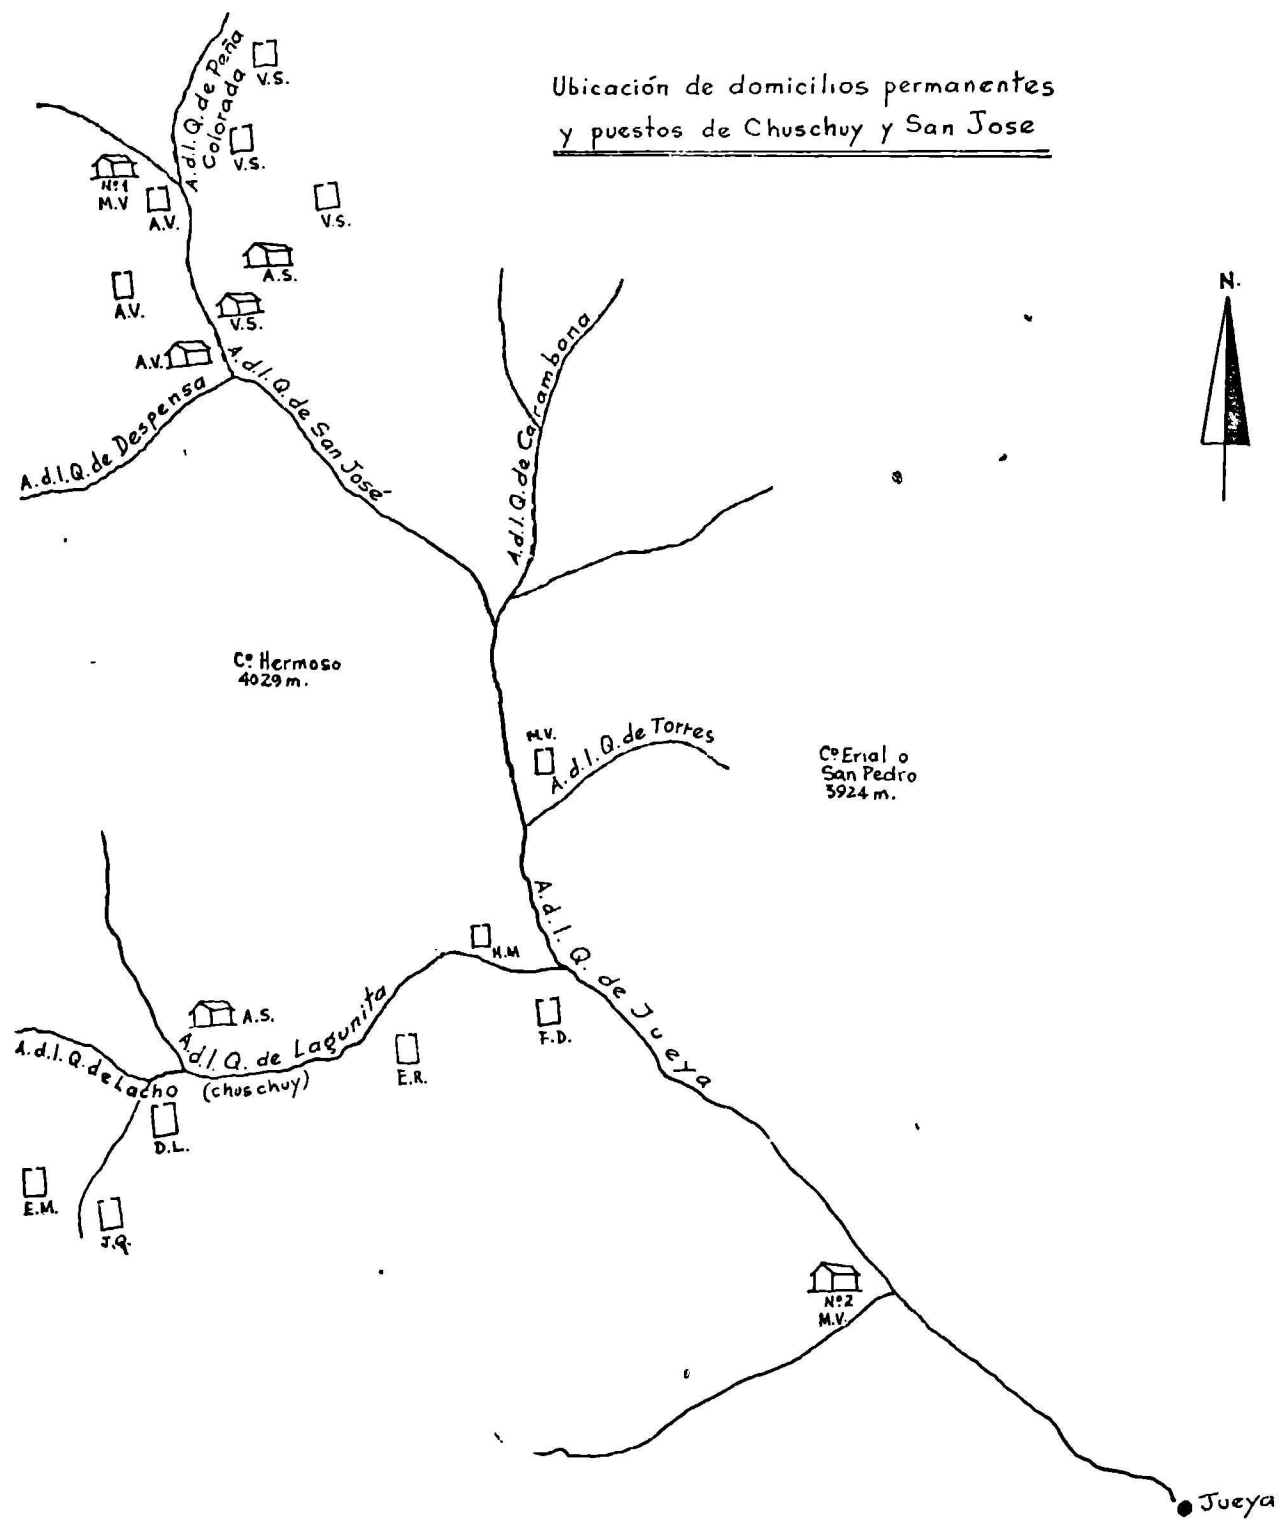 Ubicación de domicilios permanentes
y puestos de Chuschuy y San Jose
A.d.l.Q. de Peña
Colorada
V.S.
V.S.
Nº1
M.V
A.V.
V.S.
A.S.
A.V.
V.S.
A.V.
N.
A.d.l.Q. de Despensa
A.d.l.Q. de San José
A.d.l.Q. de Carrambana
Cº Hermoso
4029 m.
M.V.
A.d.l.Q. de Torres
Cº Erial o
San Pedro
3924 m.
A.d.l.Q. de Jueya
H.M
A.S.
F.D.
A.d.l.Q. de Lagunita
(chuschuy)
A.d.l.Q. de Lacho
E.R.
D.L.
E.M.
J.Q.
Nº2
M.V.
Jueya